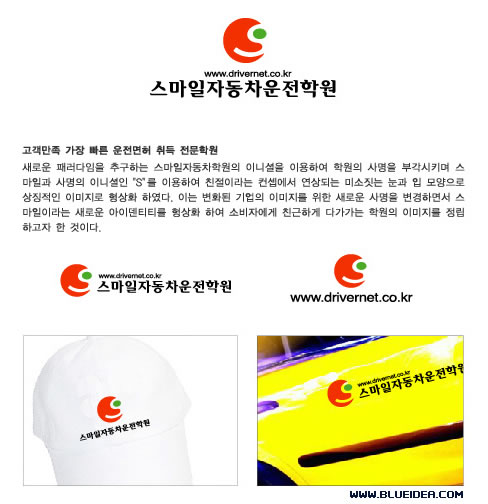 www.drivernet.co.kr
스마일자동차운전학원
고객만족 가장 빠른 운전면허 취득 전문학원
새로운 패러다임을 추구하는 스마일자동차학원의 이니셜을 이용하여 학원의 사명을 부각시키며 스
마일과 사명의 이니셜인 "S"를 이용하여 친절이라는 컨셉에서 연상되는 미소짓는 눈과 입 모양으로
상징적인 이미지로 형상화 하였다. 이는 변화된 기업의 이미지를 위한 새로운 사명을 변경하면서 스
마일이라는 새로운 아이덴티티를 형상화 하여 소비자에게 친근하게 다가가는 학원의 이미지를 정립
하고자 한 것이다.
www.drivernet.co.kr
스마일자동차운전학원
www.drivernet.co.kr
스마일자동차운전학원
www.drivernet.co.kr
스마일자동차운전학원
WWW.BLUEIDEA.COM